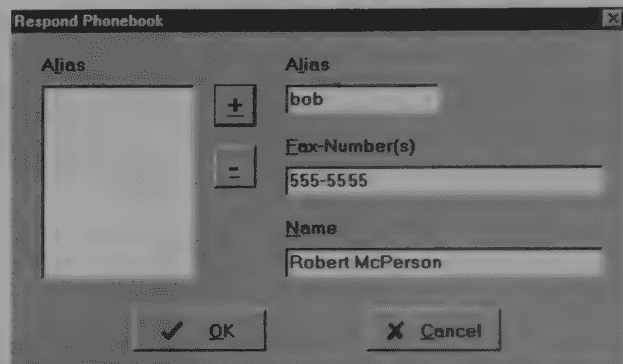 Respond Phonebook
Alias
+
-
Alias
bob
Fax-Number(s)
555-5555
Name
Robert McPerson
OK
Cancel